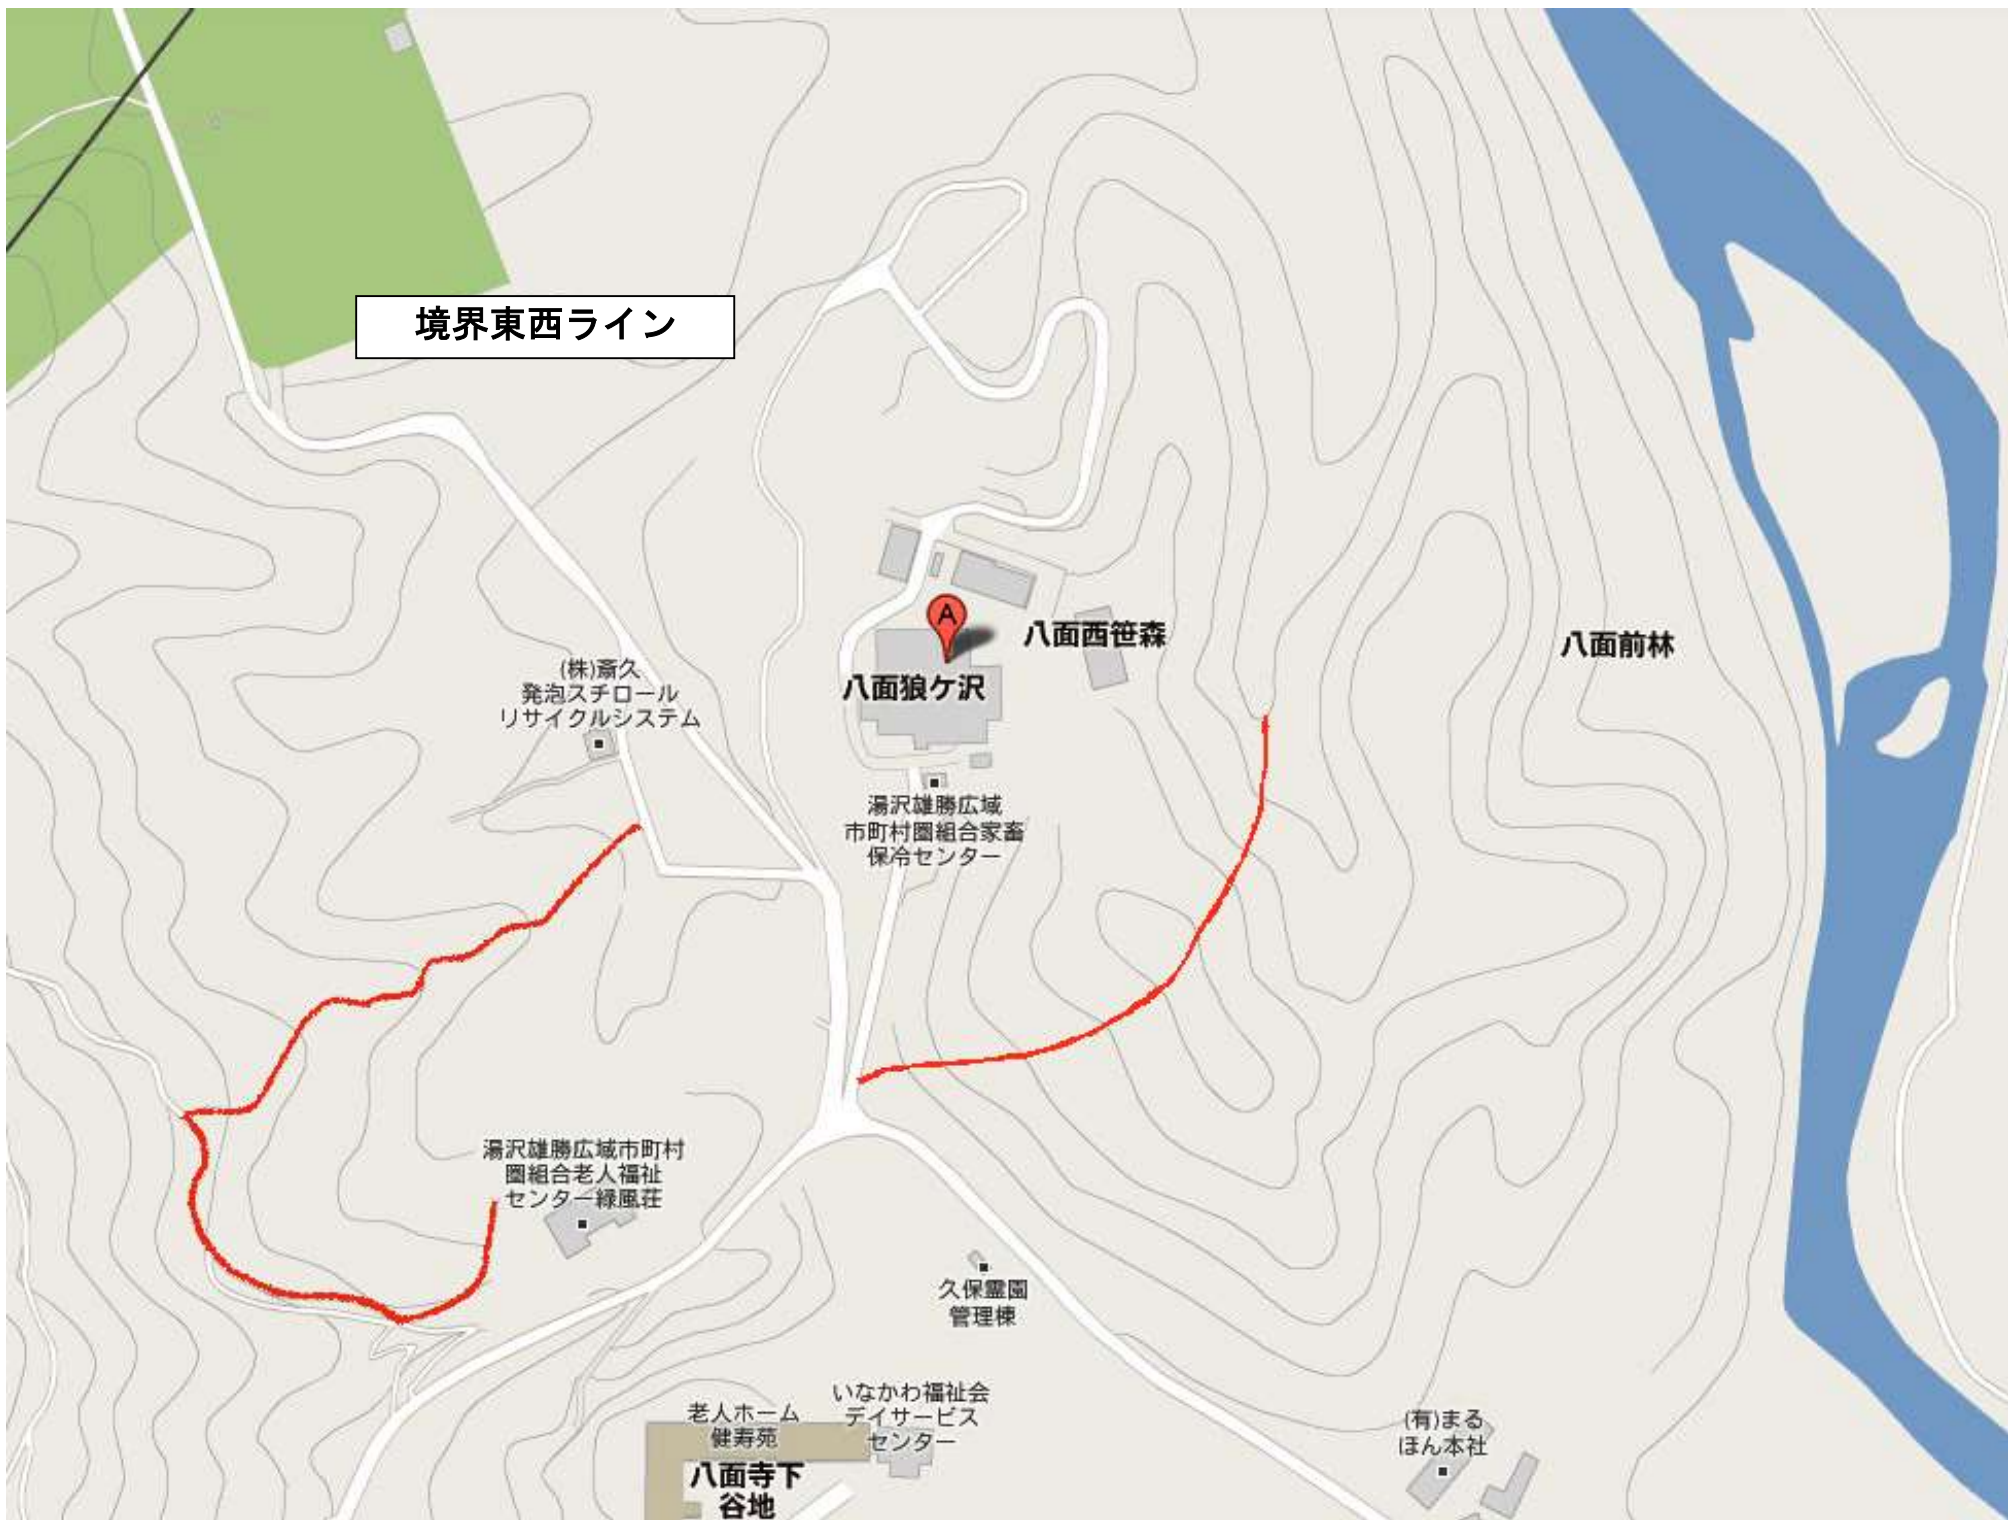 境界東西ライン
A
八面西笹森
八面前林
(株)斎久
発泡スチロール
リサイクルシステム
八面狼ケ沢
湯沢雄勝広域
市町村圏組合家畜
保冷センター
湯沢雄勝広域市町村
圏組合老人福祉
センター緑風荘
久保霊園
管理棟
いなかわ福祉会
デイサービス
センター
老人ホーム
健寿苑
八面寺下
谷地
(有)まる
ほん本社